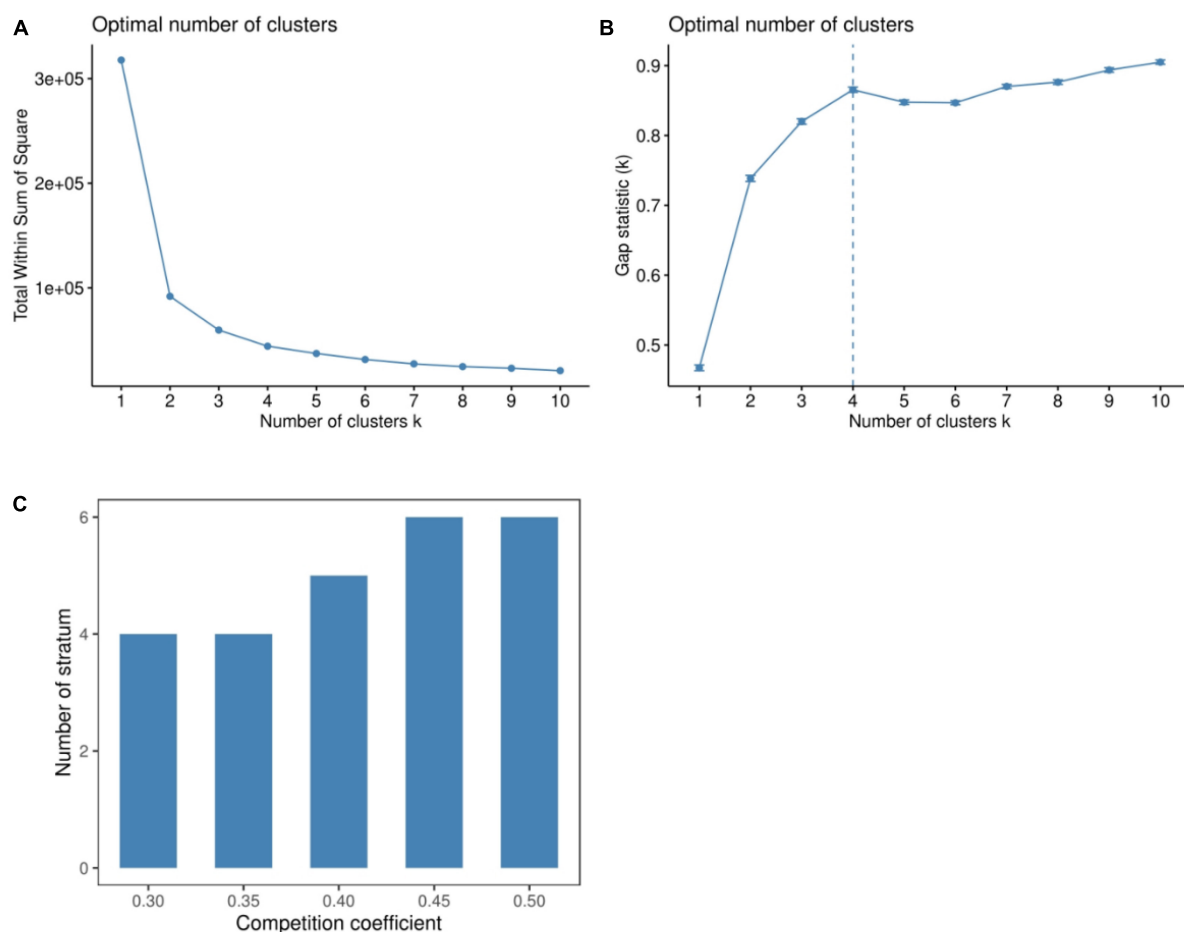 A
Optimal number of clusters
Total Within Sum of Square
3e+05
2e+05
1e+05
1 2 3 4 5 6 7 8 9 10
Number of clusters k
B
Optimal number of clusters
Gap statistic (k)
0.9
0.8
0.7
0.6
0.5
1 2 3 4 5 6 7 8 9 10
Number of clusters k
C
Number of stratum
6
4
2
0
0.30 0.35 0.40 0.45 0.50
Competition coefficient